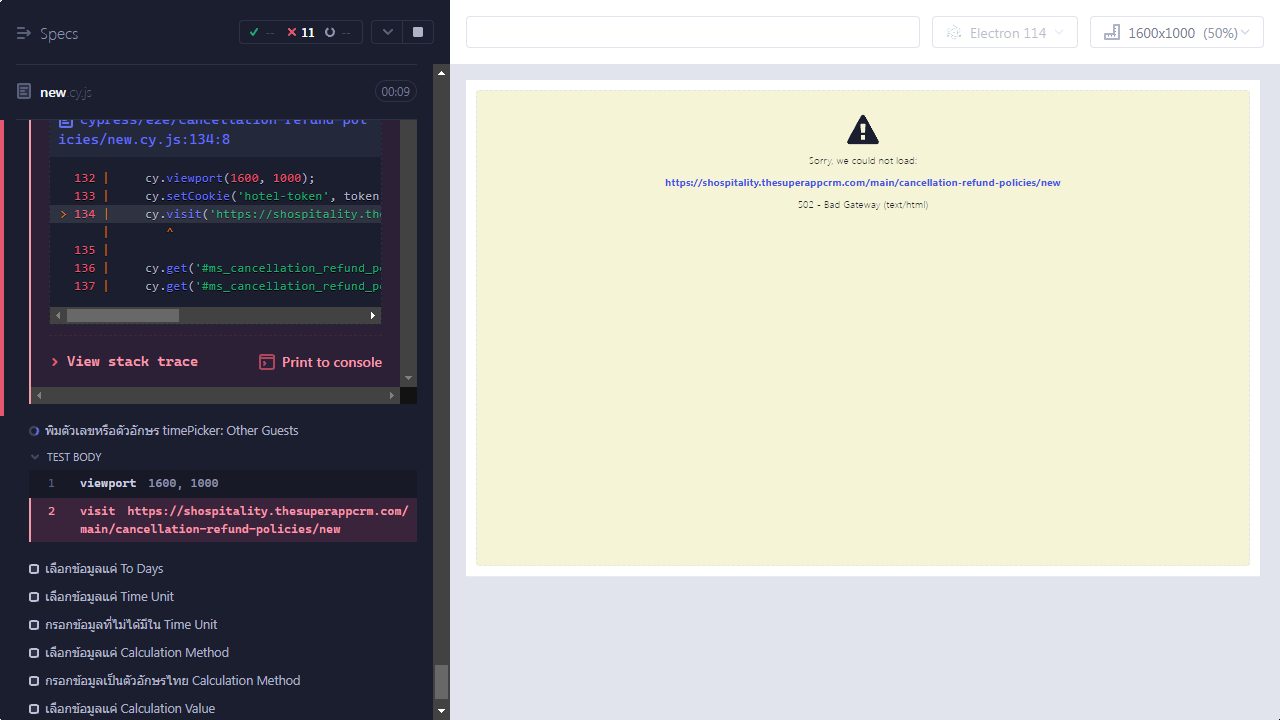 Specs
-- 11 --
new.cy.js 00:09
cypress/e2e/cancellation-refund-pol
icies/new.cy.js:134:8
132 | cy.viewport(1600, 1000);
133 | cy.setCookie('hotel-token', token
> 134 | cy.visit('https://shospitality.the
| ^
135 |
136 | cy.get('#ms_cancellation_refund_po
137 | cy.get('#ms_cancellation_refund_po
View stack trace Print to console
พิมตัวเลขหรือตัวอักษร timePicker: Other Guests
TEST BODY
1 viewport 1600, 1000
2 visit https://shospitality.thesuperappcrm.com/
main/cancellation-refund-policies/new
เลือกข้อมูลแค่ To Days
เลือกข้อมูลแค่ Time Unit
กรอกข้อมูลที่ไม่ได้มีใน Time Unit
เลือกข้อมูลแค่ Calculation Method
กรอกข้อมูลเป็นตัวอักษรไทย Calculation Method
เลือกข้อมูลแค่ Calculation Value
Electron 114 1600x1000 (50%)
Sorry, we could not load:
https://shospitality.thesuperappcrm.com/main/cancellation-refund-policies/new
502 - Bad Gateway (text/html)